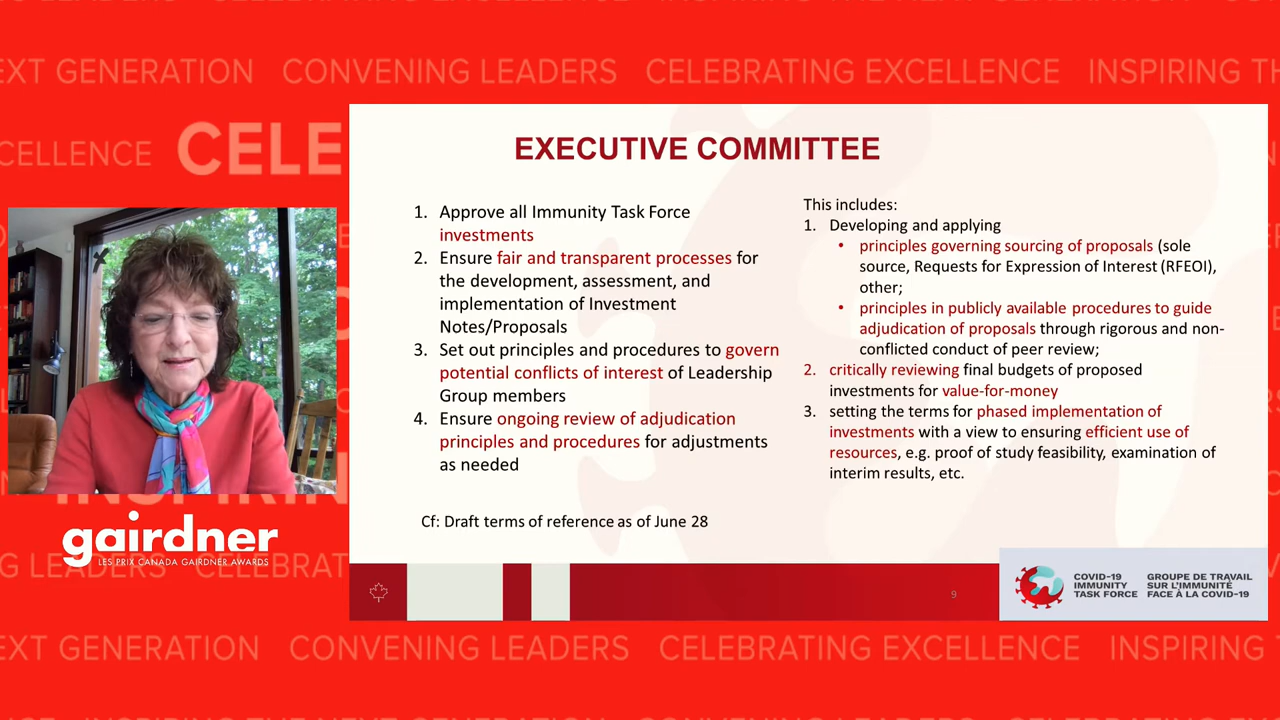 EXT GENERATION CONVENING LEADERS CELEBRATING EXCELLENCE INSPIRING TH
CELLENCE CELE
EXECUTIVE COMMITTEE
1. Approve all Immunity Task Force
investments
2. Ensure fair and transparent processes for
the development, assessment, and
implementation of Investment
Notes/Proposals
3. Set out principles and procedures to govern
potential conflicts of interest of Leadership
Group members
4. Ensure ongoing review of adjudication
principles and procedures for adjustments
as needed
Cf: Draft terms of reference as of June 28
This includes:
1. Developing and applying
• principles governing sourcing of proposals (sole
source, Requests for Expression of Interest (RFEOI),
other;
• principles in publicly available procedures to guide
adjudication of proposals through rigorous and non-
conflicted conduct of peer review;
2. critically reviewing final budgets of proposed
investments for value-for-money
3. setting the terms for phased implementation of
investments with a view to ensuring efficient use of
resources, e.g. proof of study feasibility, examination of
interim results, etc.
9
COVID-19
IMMUNITY
TASK FORCE
GROUPE DE TRAVAIL
SUR L'IMMUNITÉ
FACE À LA COVID-19
gairdner
LES PRIX CANADA GAIRDNER AWARDS
G LEADERS CELEBRAT
EXT GENERATION CONVENING LEADERS CELEBRATING EXCELLENCE INSPIRING